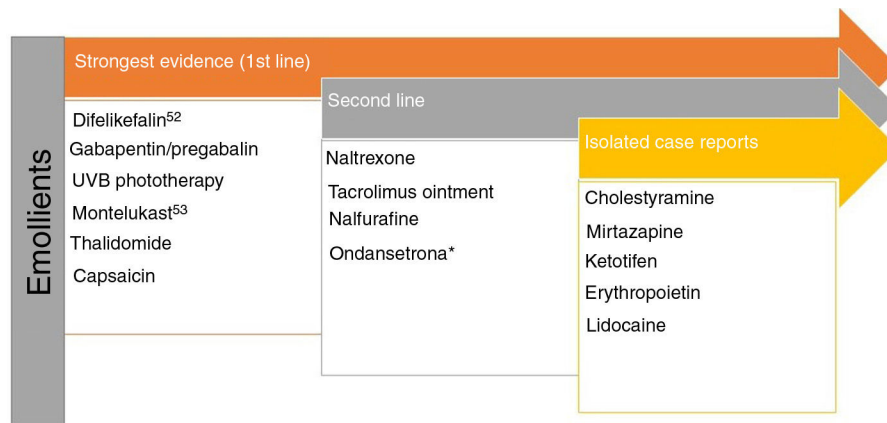 Emollients
Strongest evidence (1st line)
Difelikefalin⁵²
Gabapentin/pregabalin
UVB phototherapy
Montelukast⁵³
Thalidomide
Capsaicin
Second line
Naltrexone
Tacrolimus ointment
Nalfurafine
Ondansetrona*
Isolated case reports
Cholestyramine
Mirtazapine
Ketotifen
Erythropoietin
Lidocaine